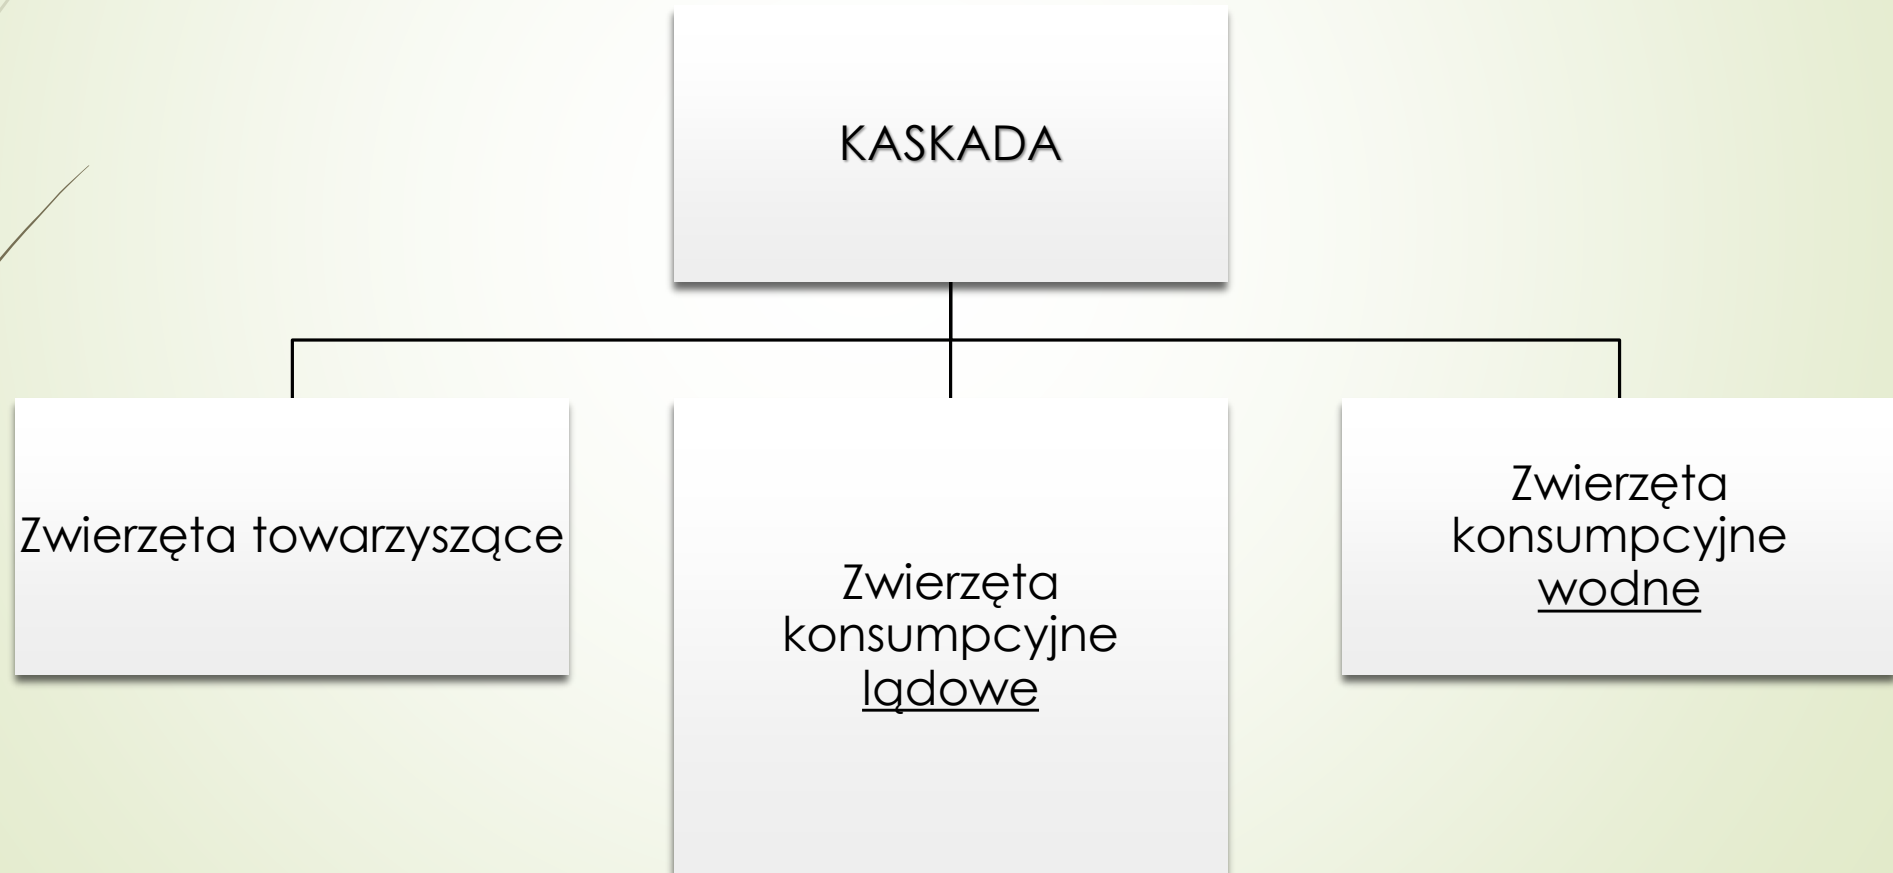 KASKADA
Zwierzęta towarzyszące
Zwierzęta
konsumpcyjne
lądowe
Zwierzęta
konsumpcyjne
wodne